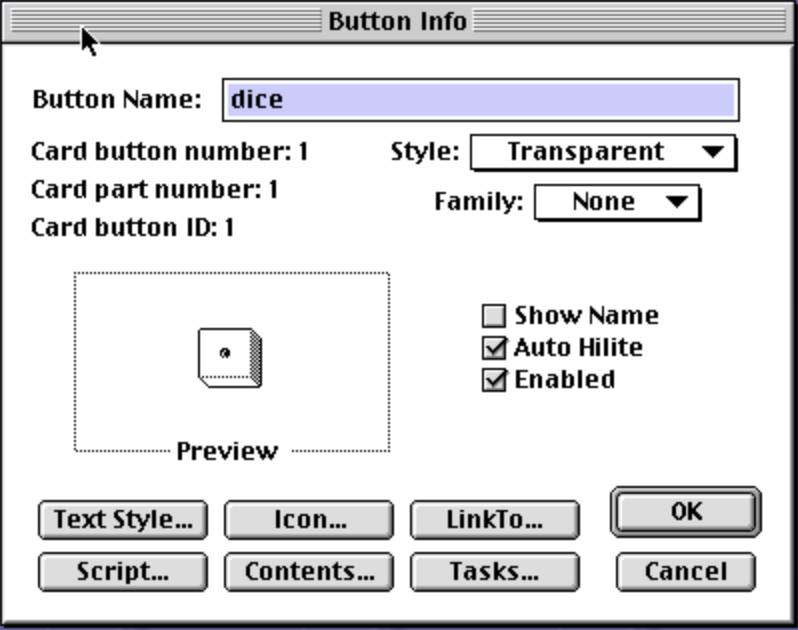 Button Info
Button Name: dice
Card button number: 1
Style: Transparent
Card part number: 1
Family: None
Card button ID: 1
Show Name
Auto Hilite
Enabled
Preview
Text Style... Icon... LinkTo... OK
Script... Contents... Tasks... Cancel